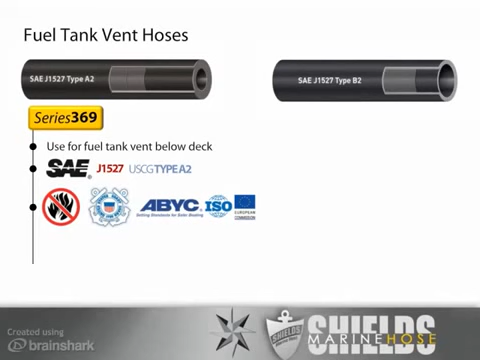 Fuel Tank Vent Hoses
SAE J1527 Type A2
SAE J1527 Type B2
Series369
Use for fuel tank vent below deck
SAE® J1527 USCG TYPE A2
ABYC ISO
Setting Standards for Safer Boating
EUROPEAN
COMMISSION
Created using
brainshark
SHIELDS
SHIELDS
MARINE HOSE